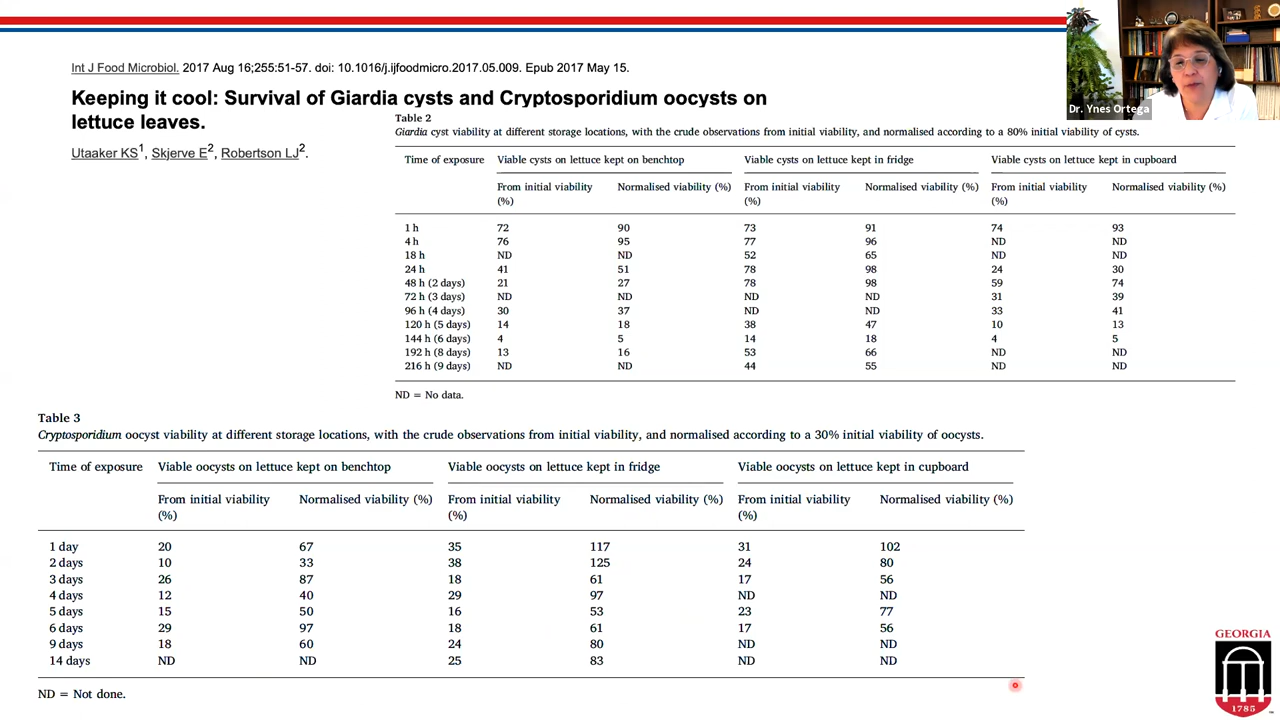 Int J Food Microbiol. 2017 Aug 16;255:51-57. doi: 10.1016/j.ijfoodmicro.2017.05.009. Epub 2017 May 15.
Keeping it cool: Survival of Giardia cysts and Cryptosporidium oocysts on
lettuce leaves.
Utaaker KS1, Skjerve E2, Robertson LJ2.
Dr. Ynes Ortega
Table 2
Giardia cyst viability at different storage locations, with the crude observations from initial viability, and normalised according to a 80% initial viability of cysts.
Time of exposure Viable cysts on lettuce kept on benchtop Viable cysts on lettuce kept in fridge Viable cysts on lettuce kept in cupboard
From initial viability Normalised viability (%) From initial viability Normalised viability (%) From initial viability Normalised viability (%)
(%) (%) (%)
1 h 72 90 73 91 74 93
4 h 76 95 77 96 ND ND
18 h ND ND 52 65 ND ND
24 h 41 51 78 98 24 30
48 h (2 days) 21 27 78 98 59 74
72 h (3 days) ND ND ND ND 31 39
96 h (4 days) 30 37 ND ND 33 41
120 h (5 days) 14 18 38 47 10 13
144 h (6 days) 4 5 14 18 4 5
192 h (8 days) 13 16 53 66 ND ND
216 h (9 days) ND ND 44 55 ND ND
ND = No data.
Table 3
Cryptosporidium oocyst viability at different storage locations, with the crude observations from initial viability, and normalised according to a 30% initial viability of oocysts.
Time of exposure Viable oocysts on lettuce kept on benchtop Viable oocysts on lettuce kept in fridge Viable oocysts on lettuce kept in cupboard
From initial viability Normalised viability (%) From initial viability Normalised viability (%) From initial viability Normalised viability (%)
(%) (%) (%)
1 day 20 67 35 117 31 102
2 days 10 33 38 125 24 80
3 days 26 87 18 61 17 56
4 days 12 40 29 97 ND ND
5 days 15 50 16 53 23 77
6 days 29 97 18 61 17 56
9 days 18 60 24 80 ND ND
14 days ND ND 25 83 ND ND
ND = Not done.
GEORGIA
1785